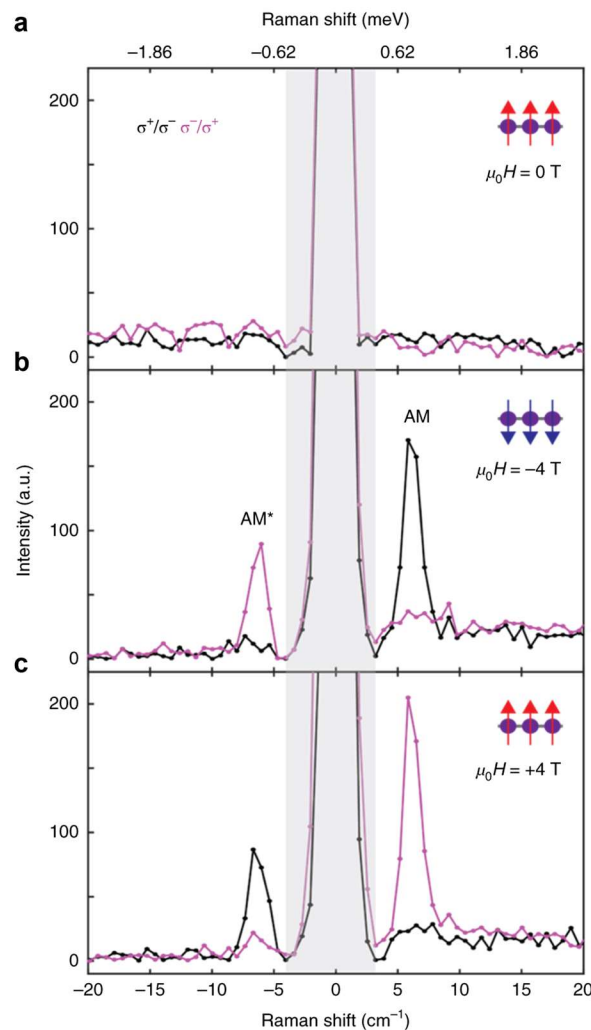 a
Raman shift (meV)
−1.86 −0.62 0.62 1.86
200
100
0
σ⁺/σ⁻ σ⁻/σ⁺
μ₀H = 0 T
b
200
100
0
AM*
AM
μ₀H = −4 T
Intensity (a.u.)
c
200
100
0
μ₀H = +4 T
−20 −15 −10 −5 0 5 10 15 20
Raman shift (cm⁻¹)